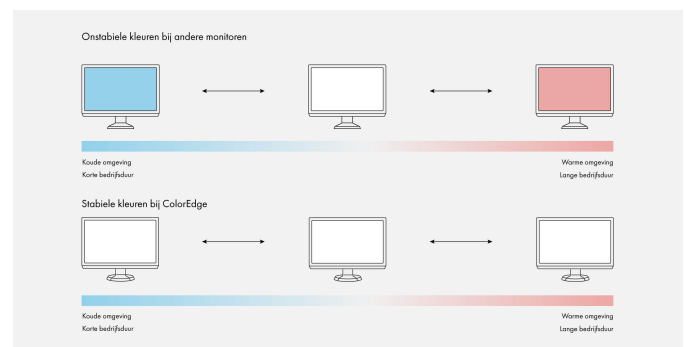 Onstabiele kleuren bij andere monitoren
Koude omgeving
Korte bedrijfsduur
Warme omgeving
Lange bedrijfsduur
Stabiele kleuren bij ColorEdge
Koude omgeving
Korte bedrijfsduur
Warme omgeving
Lange bedrijfsduur